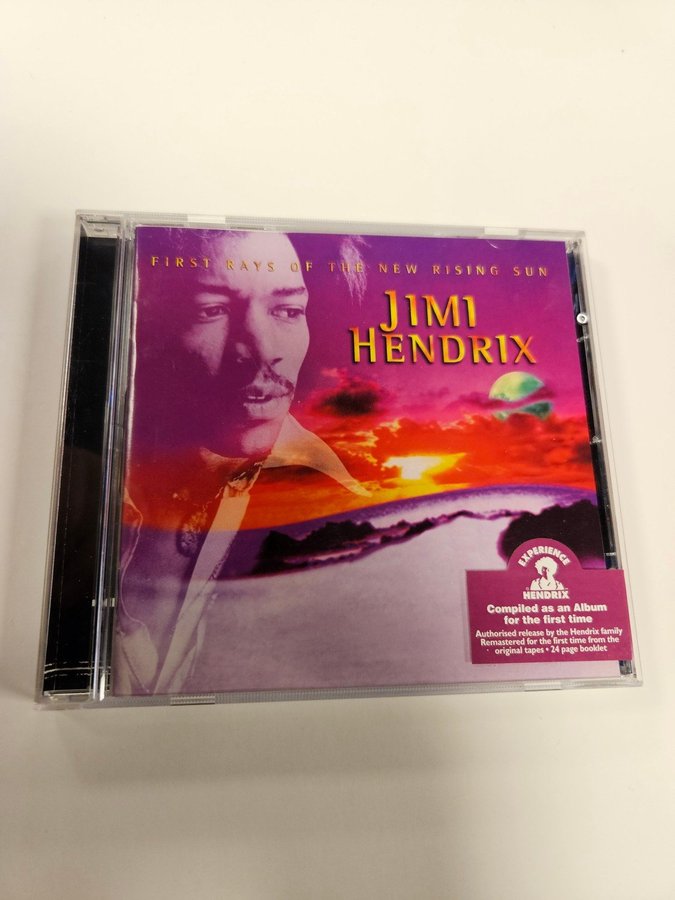 FIRST RAYS OF THE NEW RISING SUN
JIMI
HENDRIX
EXPERIENCE
HENDRIX
Compiled as an Album
for the first time
Authorised release by the Hendrix family
Remastered for the first time from the
original tapes • 24 page booklet